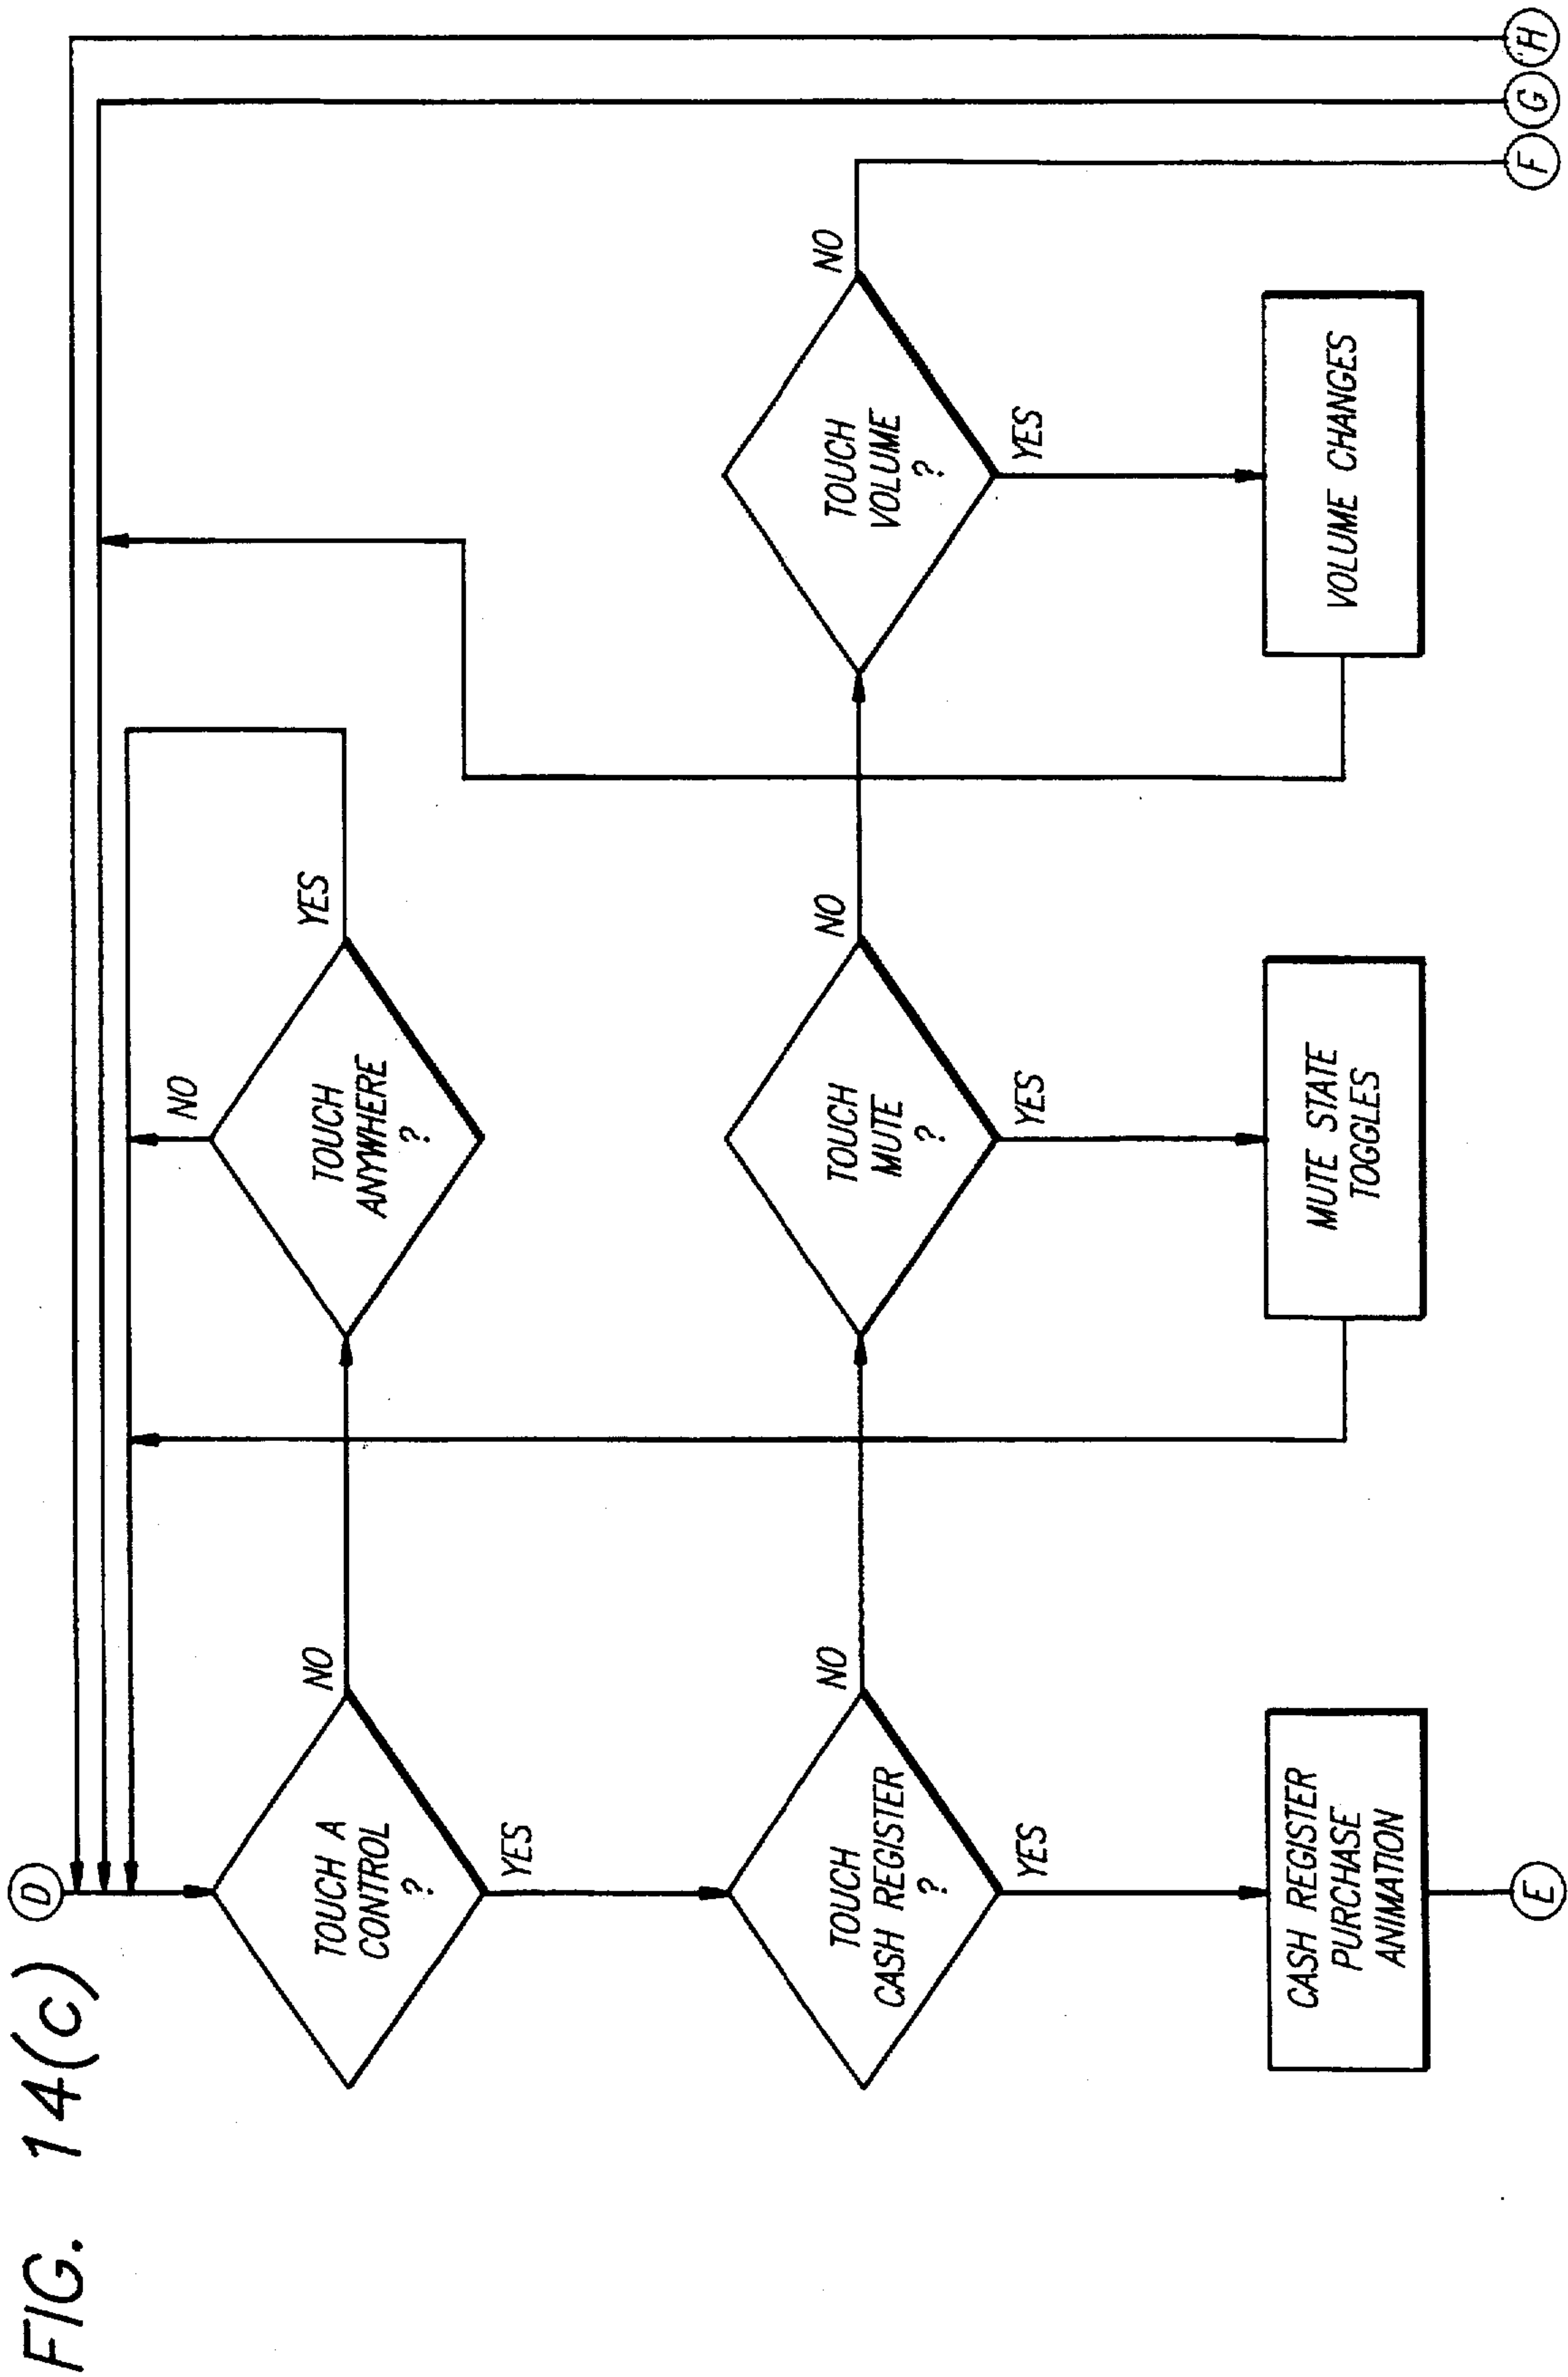 FIG. 14(c)
D
TOUCH A
CONTROL
?
NO
YES
TOUCH
ANYWHERE
?
NO
YES
TOUCH
CASH REGISTER
?
NO
YES
TOUCH
MUTE
?
NO
YES
TOUCH
VOLUME
?
NO
YES
CASH REGISTER
PURCHASE
ANIMATION
MUTE STATE
TOGGLES
VOLUME CHANGES
E
F
G
H